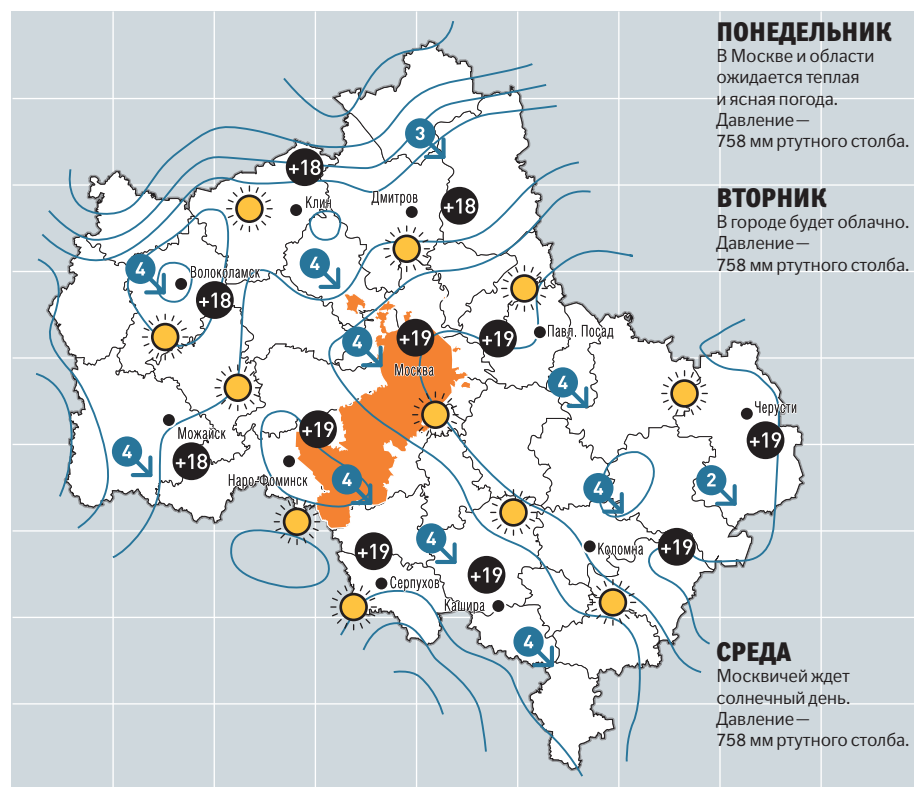 ПОНЕДЕЛЬНИК
В Москве и области
ожидается теплая
и ясная погода.
Давление—
758 мм ртутного столба.
ВТОРНИК
В городе будет облачно.
Давление—
758 мм ртутного столба.
СРЕДА
Москвичей ждет
солнечный день.
Давление—
758 мм ртутного столба.
3
+18
Клин
Дмитров
+18
4
Волоколамск
+18
4
4
+19
Москва
+19
Павл. Посад
4
Черусти
+19
Можайск
4
+18
+19
Наро-Фоминск
4
4
2
+19
4
Коломна
+19
Серпухов
+19
Кашира
4